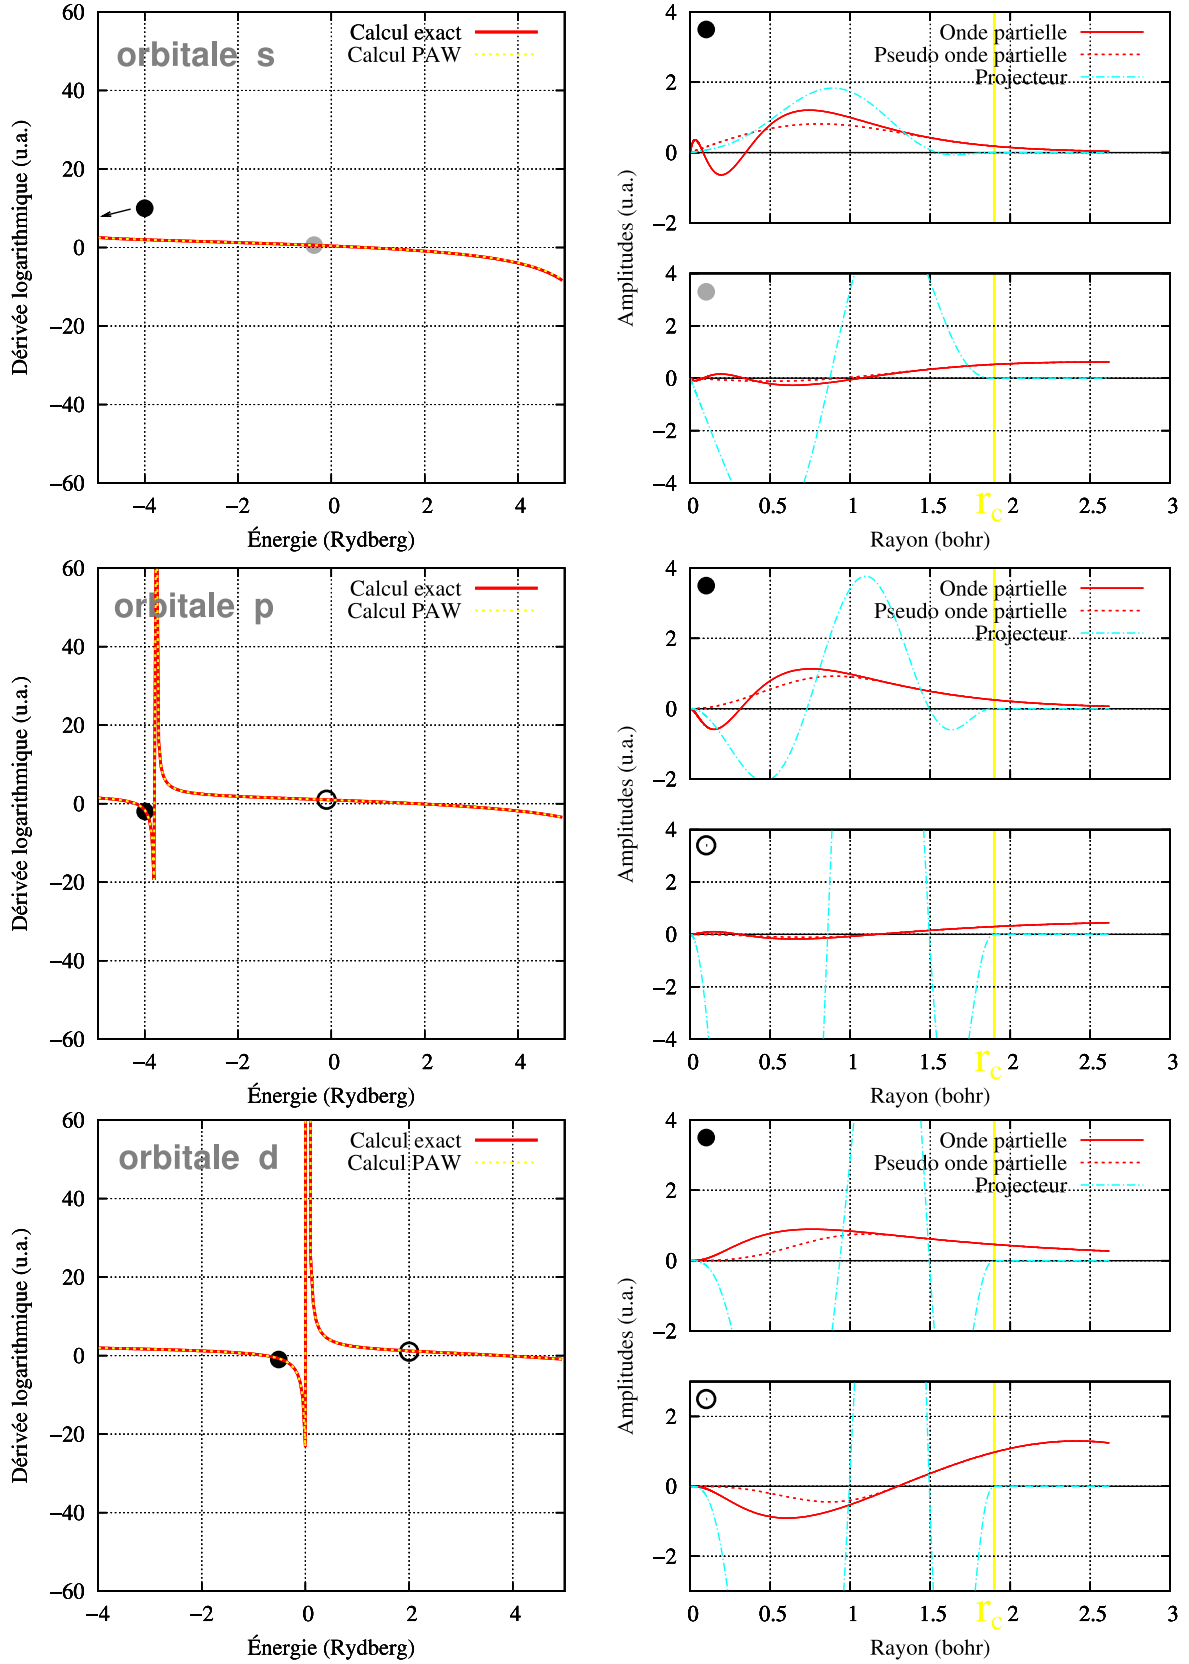 orbitale s
Calcul exact
Calcul PAW
Dérivée logarithmique (u.a.)
60
40
20
0
−20
−40
−60
−4
−2
0
2
4
Énergie (Rydberg)
Onde partielle
Pseudo onde partielle
Projecteur
Amplitudes (u.a.)
4
2
0
−2
4
2
0
−2
−4
0
0.5
1
1.5
2
2.5
3
rc
Rayon (bohr)
orbitale p
Calcul exact
Calcul PAW
Dérivée logarithmique (u.a.)
60
40
20
0
−20
−40
−60
−4
−2
0
2
4
Énergie (Rydberg)
Onde partielle
Pseudo onde partielle
Projecteur
Amplitudes (u.a.)
4
2
0
−2
4
2
0
−2
−4
0
0.5
1
1.5
2
2.5
3
rc
Rayon (bohr)
orbitale d
Calcul exact
Calcul PAW
Dérivée logarithmique (u.a.)
60
40
20
0
−20
−40
−60
−4
−2
0
2
4
Énergie (Rydberg)
Onde partielle
Pseudo onde partielle
Projecteur
Amplitudes (u.a.)
4
2
0
−2
2
0
−2
0
0.5
1
1.5
2
2.5
3
rc
Rayon (bohr)